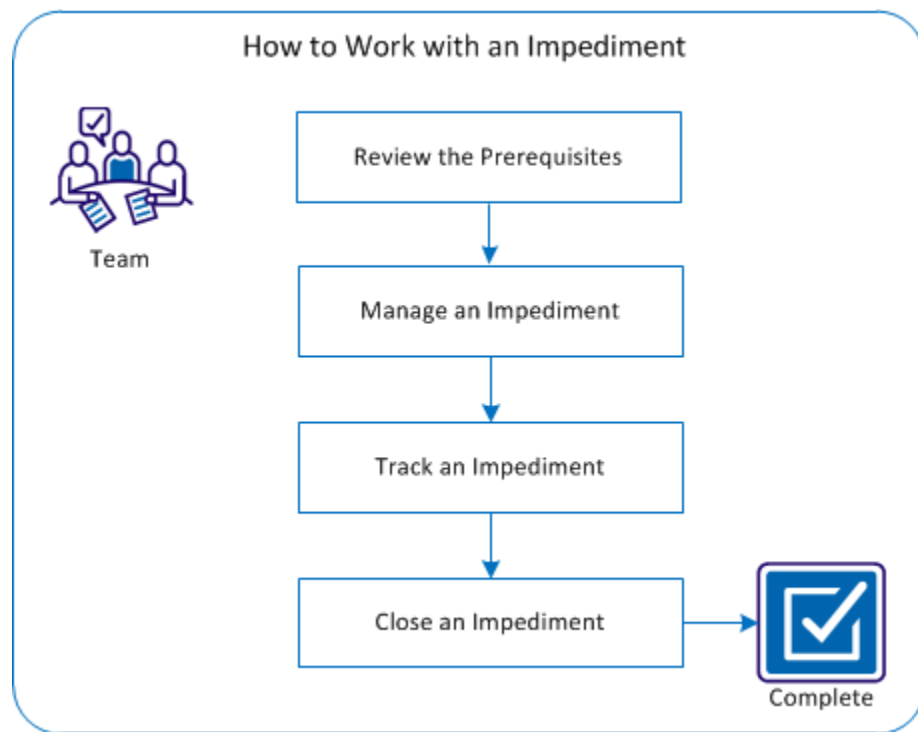 How to Work with an Impediment
Review the Prerequisites
Team
Manage an Impediment
Track an Impediment
Close an Impediment
Complete